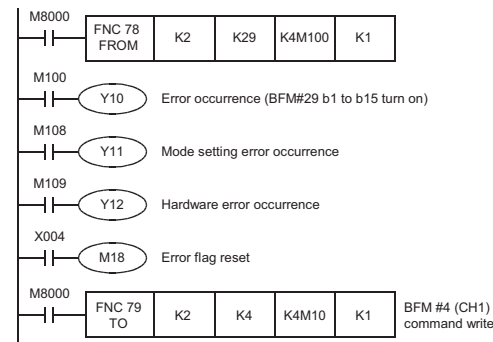 M8000
FNC 78
FROM
K2
K29
K4M100
K1
M100
Y10
Error occurrence (BFM#29 b1 to b15 turn on)
M108
Y11
Mode setting error occurrence
M109
Y12
Hardware error occurrence
X004
M18
Error flag reset
M8000
FNC 79
TO
K2
K4
K4M10
K1
BFM #4 (CH1)
command write